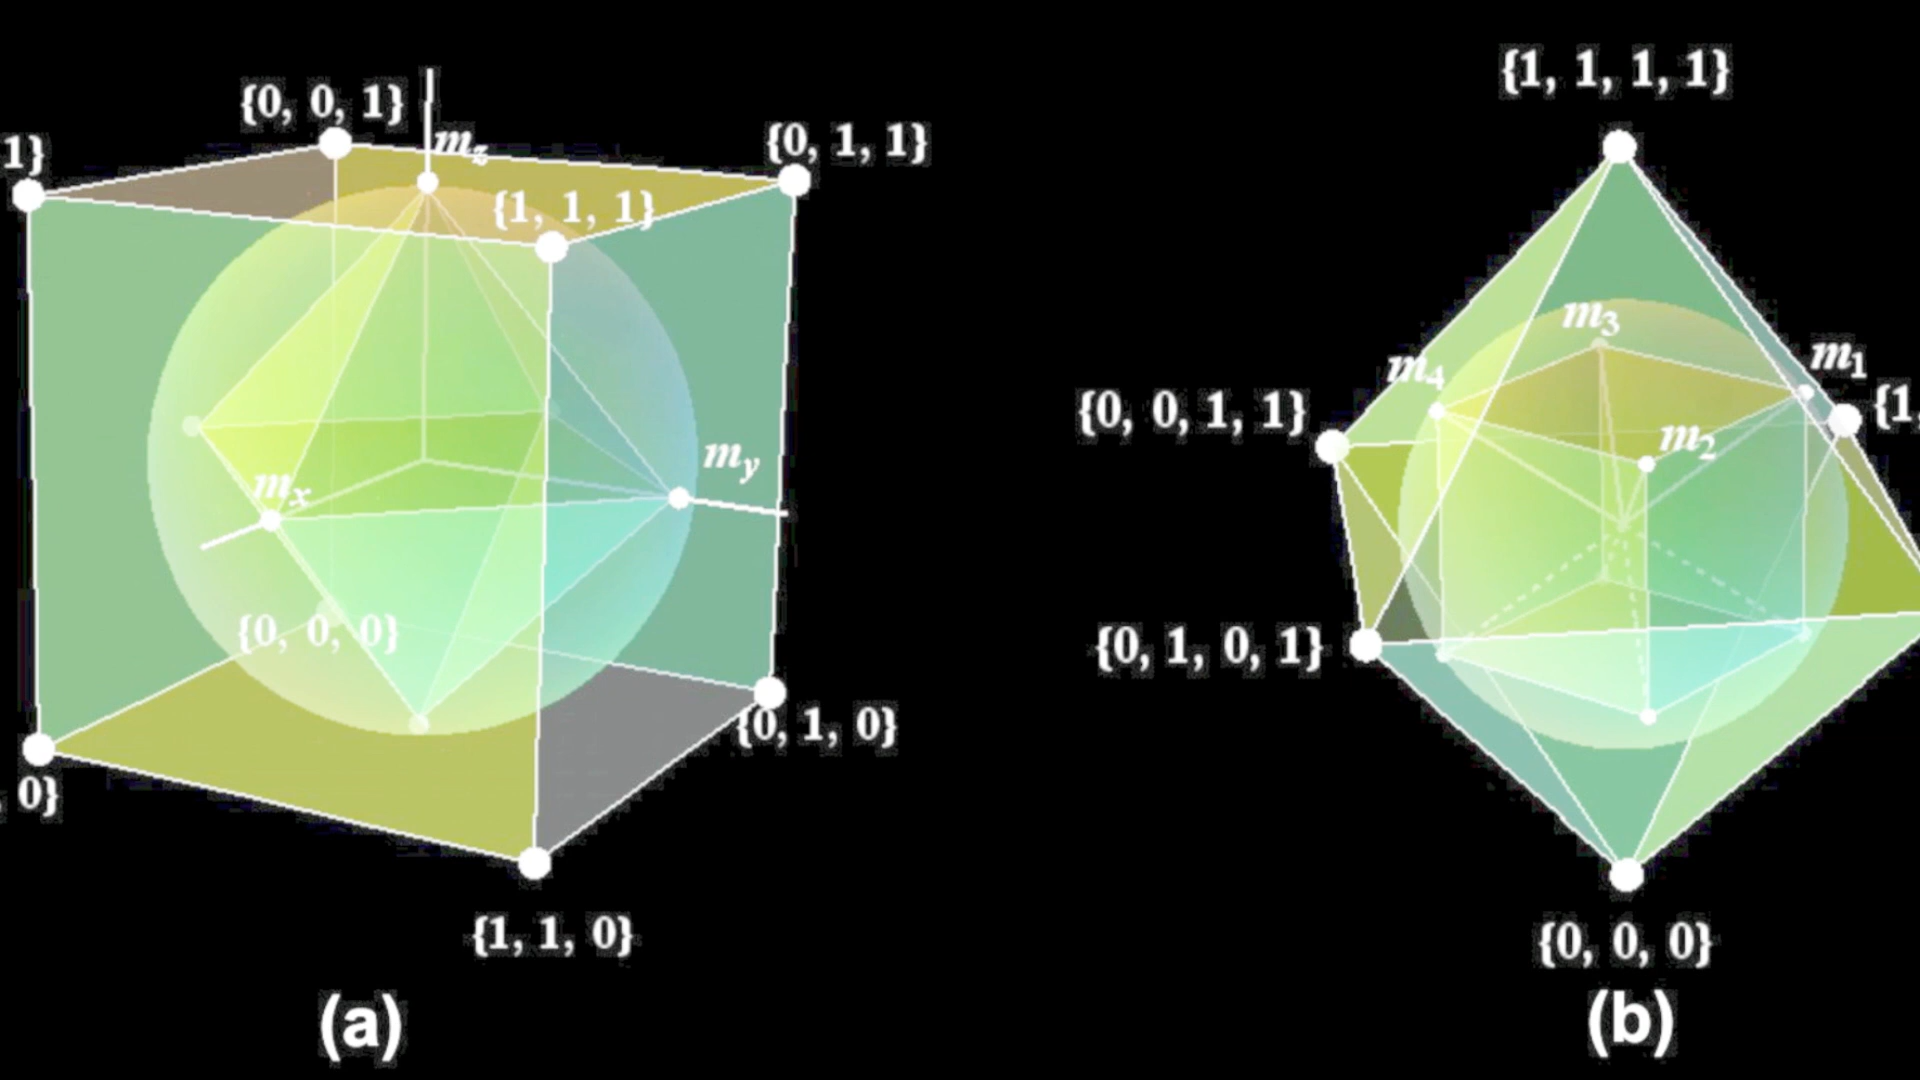 {0, 0, 1}
m_z
1}
{0, 1, 1}
{1, 1, 1}
m_y
m_x
{0, 0, 0}
{0, 1, 0}
, 0}
{1, 1, 0}
(a)
{1, 1, 1, 1}
m_3
m_1
m_4
{0, 0, 1, 1}
{1,
m_2
{0, 1, 0, 1}
{0, 0, 0}
(b)